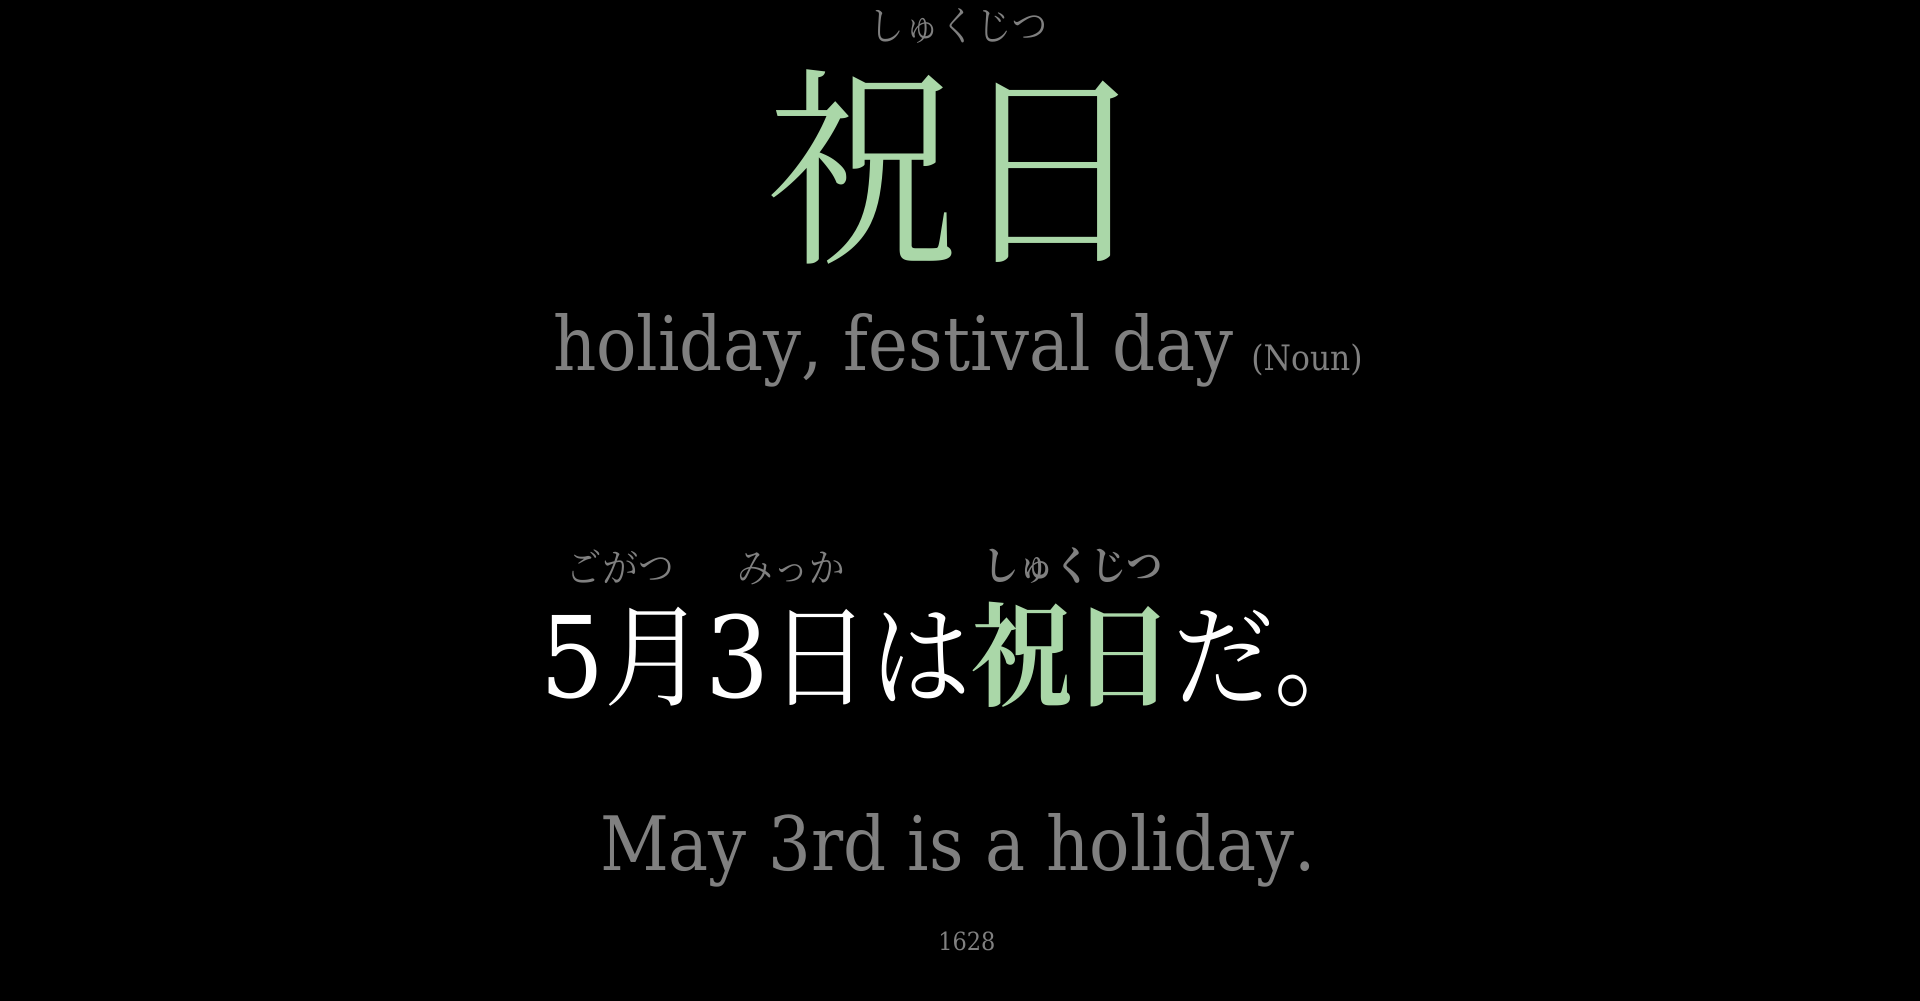 しゅくじつ
祝日
holiday, festival day (Noun)
ごがつ みっか しゅくじつ
5月3日は祝日だ。
May 3rd is a holiday.
1628